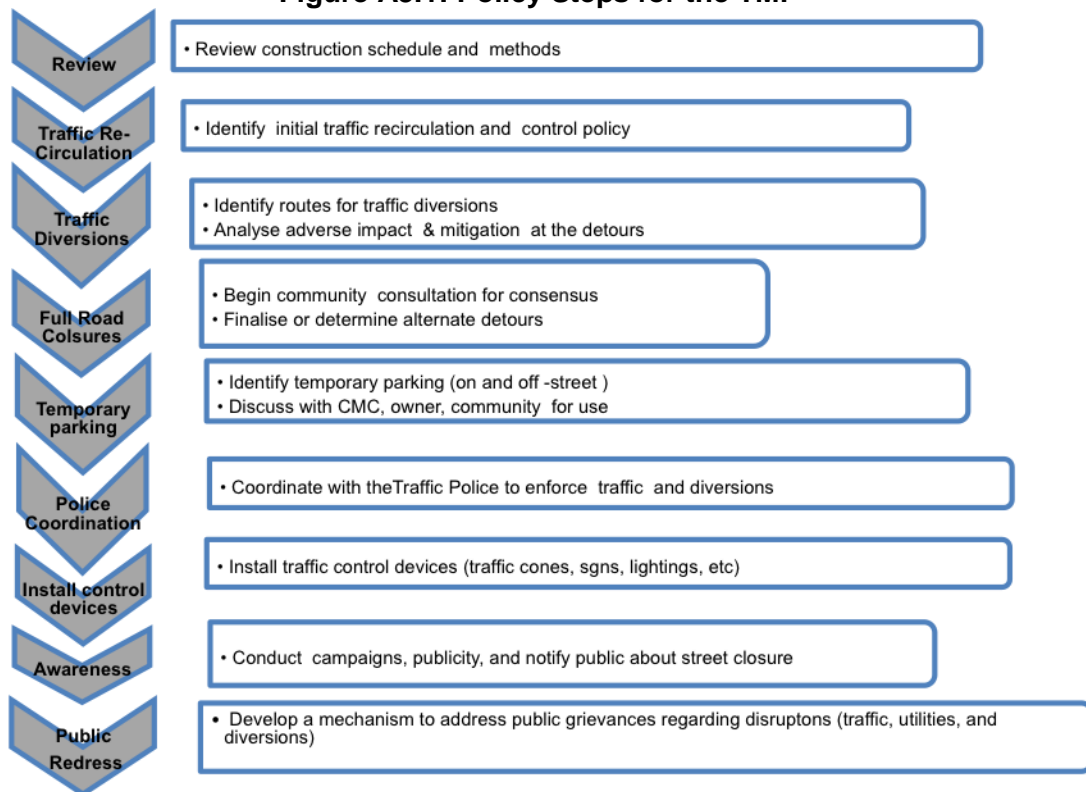 Figure Policy Steps for the
Review
• Review construction schedule and methods
Traffic Re-
Circulation
• Identify initial traffic recirculation and control policy
Traffic
Diversions
• Identify routes for traffic diversions
• Analyse adverse impact & mitigation at the detours
Full Road
Colsures
• Begin community consultation for consensus
• Finalise or determine alternate detours
Temporary
parking
• Identify temporary parking (on and off -street )
• Discuss with CMC, owner, community for use
Police
Coordination
• Coordinate with theTraffic Police to enforce traffic and diversions
Install control
devices
• Install traffic control devices (traffic cones, sgns, lightings, etc)
Awareness
• Conduct campaigns, publicity, and notify public about street closure
Public
Redress
• Develop a mechanism to address public grievances regarding disruptons (traffic, utilities, and
diversions)